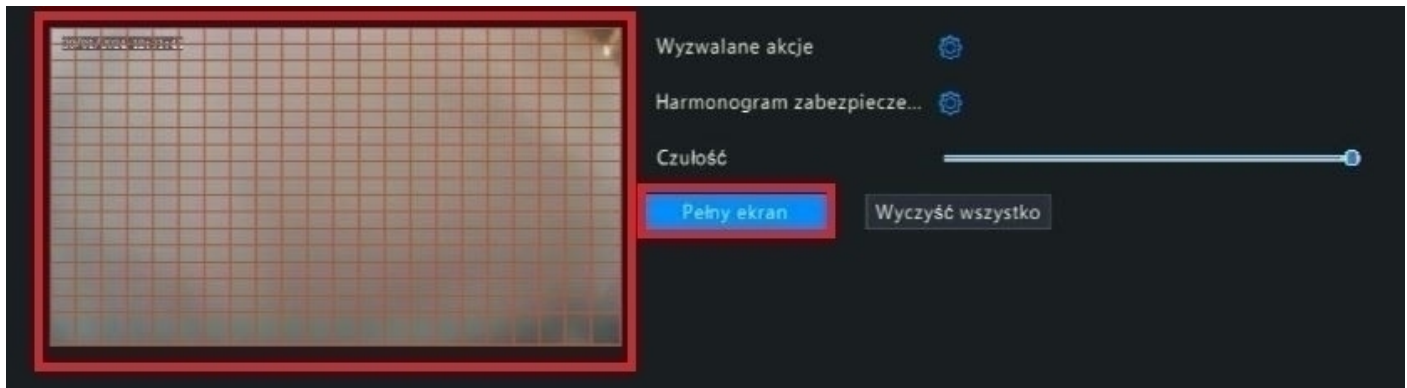 Wyzwalane akcje
Harmonogram zabezpiecze...
Czułość
Pełny ekran
Wyczyść wszystko